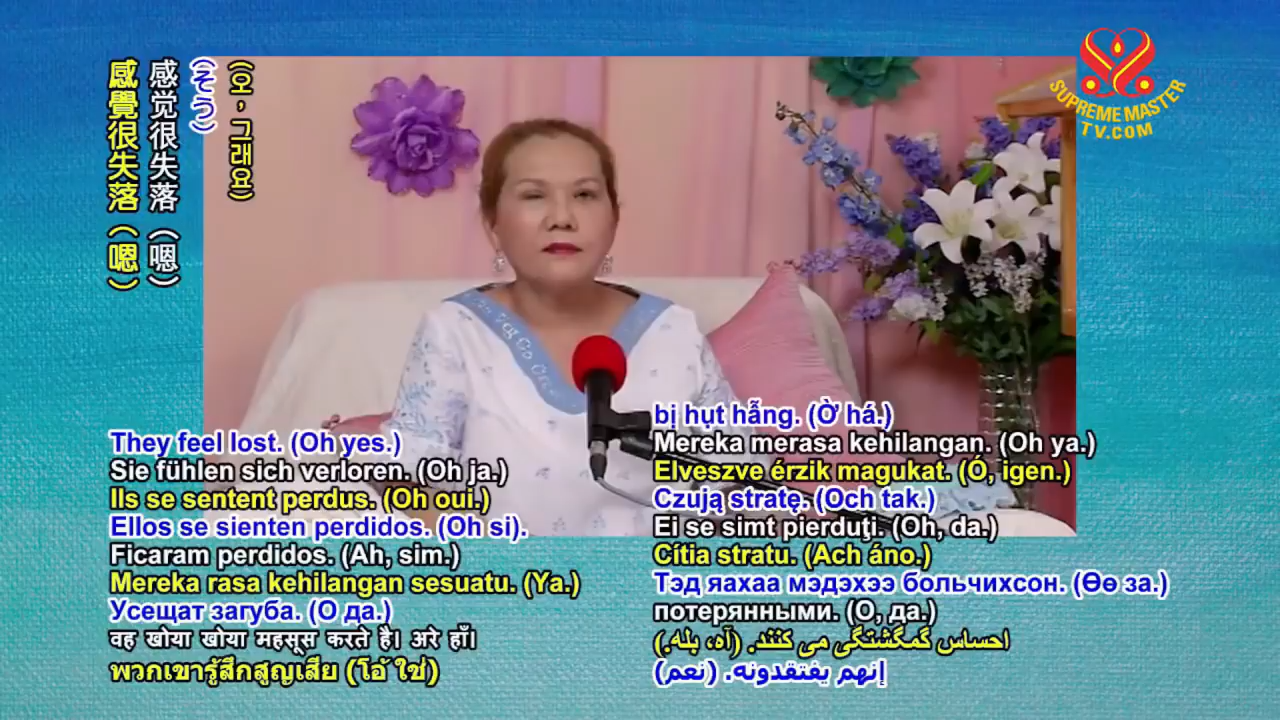 感覺很失落（嗯）
感觉很失落（嗯）
(そう)
(오，그래요)
SUPREME MASTER
TV.COM
They feel lost. (Oh yes.)
Sie fühlen sich verloren. (Oh ja.)
Ils se sentent perdus. (Oh oui.)
Ellos se sienten perdidos. (Oh si).
Ficaram perdidos. (Ah, sim.)
Mereka rasa kehilangan sesuatu. (Ya.)
Усещат загуба. (О да.)
वह खोया खोया महसूस करते है। अरे हाँ।
พวกเขารู้สึกสูญเสีย (โอ้ ใช่)
bị hụt hẫng. (Ờ há.)
Mereka merasa kehilangan. (Oh ya.)
Elveszve érzik magukat. (Ó, igen.)
Czują stratę. (Och tak.)
Ei se simt pierduţi. (Oh, da.)
Cítia stratu. (Ach áno.)
Тэд яахаа мэдэхээ больчихсон. (Өө за.)
потерянными. (О, да.)
احساس گمگشتگی می کنند. (آه، بله.)
إنهم يفتقدونه. (نعم)